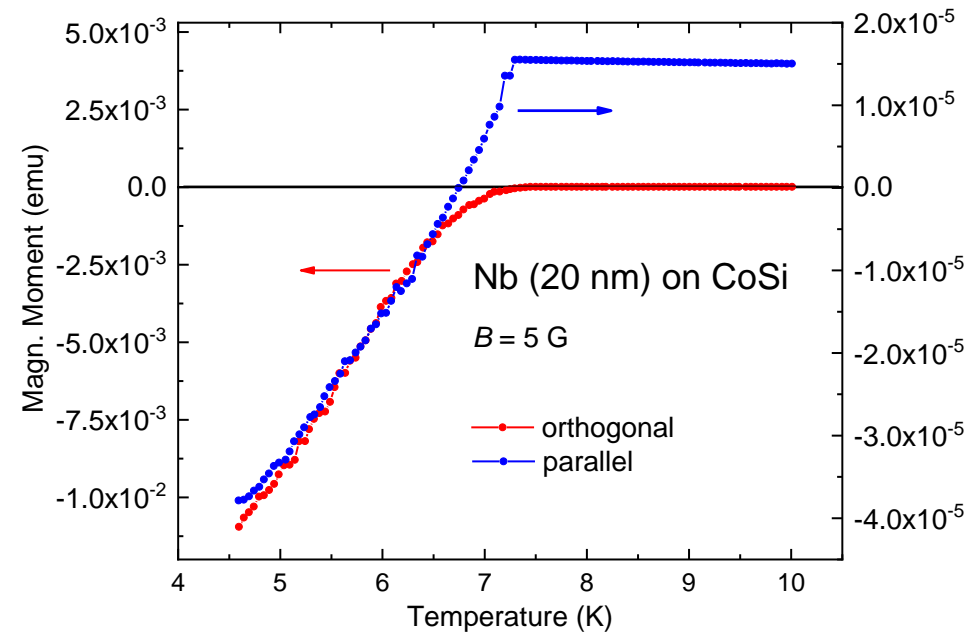 5.0x10⁻³
2.5x10⁻³
0.0
-2.5x10⁻³
-5.0x10⁻³
-7.5x10⁻³
-1.0x10⁻²
Magn. Moment (emu)
2.0x10⁻⁵
1.0x10⁻⁵
0.0
-1.0x10⁻⁵
-2.0x10⁻⁵
-3.0x10⁻⁵
-4.0x10⁻⁵
Nb (20 nm) on CoSi
B = 5 G
orthogonal
parallel
4 5 6 7 8 9 10
Temperature (K)